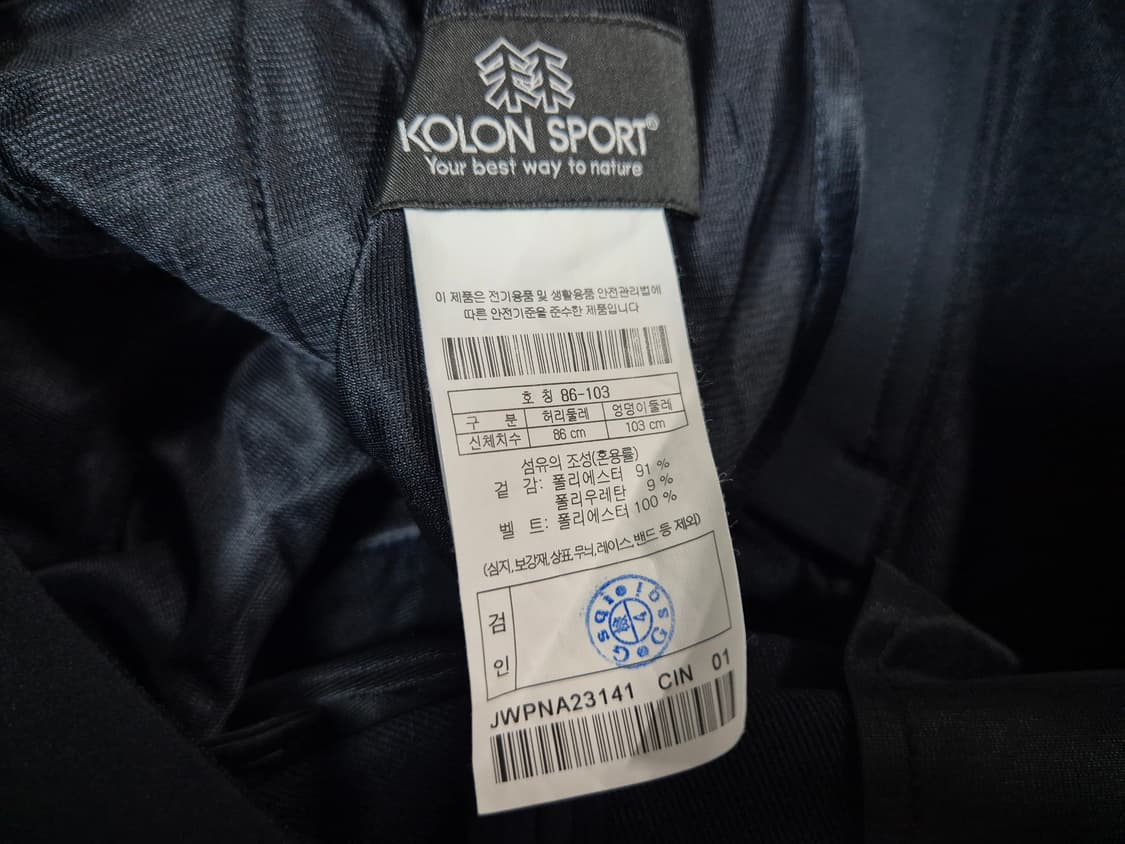 KOLON SPORT®
Your best way to nature
이 제품은 전기용품 및 생활용품 안전관리법에
따른 안전기준을 준수한 제품입니다
호 칭 86-103
구 분 허리둘레 엉덩이둘레
신체치수 86 cm 103 cm
섬유의 조성(혼용률)
겉 감: 폴리에스터 91 %
폴리우레탄 9 %
벨 트: 폴리에스터 100 %
(심지,보강재,상표,무늬,레이스,밴드 등 제외)
검
인
JWPNA23141 CIN 01